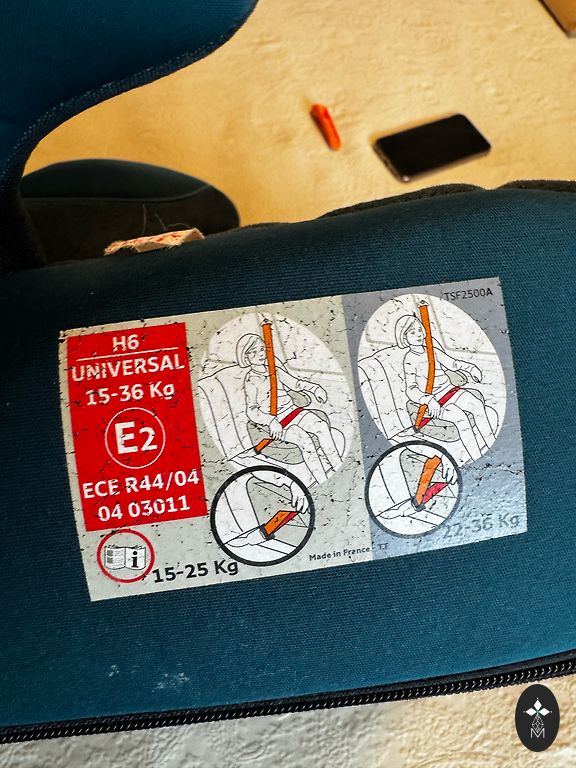 H6
UNIVERSAL
15-36 Kg
E2
ECE R44/04
04 03011
i
15-25 Kg
TSF2500A
22-36 Kg
Made in France
M